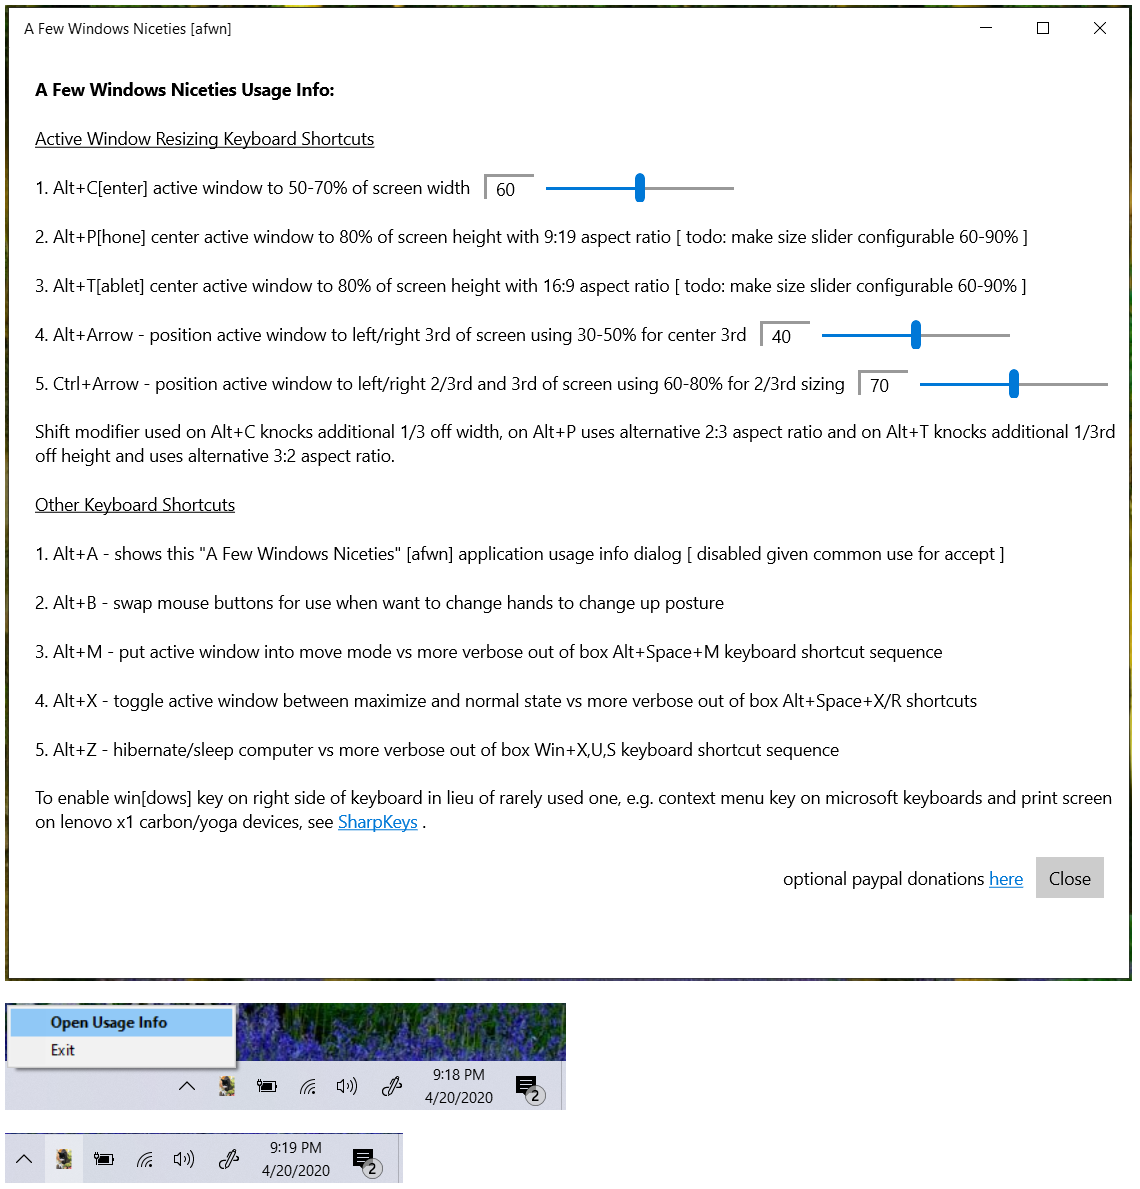 A Few Windows Niceties [afwn]
A Few Windows Niceties Usage Info:
Active Window Resizing Keyboard Shortcuts
1. Alt+C[enter] active window to 50-70% of screen width 60
2. Alt+P[hone] center active window to 80% of screen height with 9:19 aspect ratio [ todo: make size slider configurable 60-90% ]
3. Alt+T[ablet] center active window to 80% of screen height with 16:9 aspect ratio [ todo: make size slider configurable 60-90% ]
4. Alt+Arrow - position active window to left/right 3rd of screen using 30-50% for center 3rd 40
5. Ctrl+Arrow - position active window to left/right 2/3rd and 3rd of screen using 60-80% for 2/3rd sizing 70
Shift modifier used on Alt+C knocks additional 1/3 off width, on Alt+P uses alternative 2:3 aspect ratio and on Alt+T knocks additional 1/3rd
off height and uses alternative 3:2 aspect ratio.
Other Keyboard Shortcuts
1. Alt+A - shows this "A Few Windows Niceties" [afwn] application usage info dialog [ disabled given common use for accept ]
2. Alt+B - swap mouse buttons for use when want to change hands to change up posture
3. Alt+M - put active window into move mode vs more verbose out of box Alt+Space+M keyboard shortcut sequence
4. Alt+X - toggle active window between maximize and normal state vs more verbose out of box Alt+Space+X/R shortcuts
5. Alt+Z - hibernate/sleep computer vs more verbose out of box Win+X,U,S keyboard shortcut sequence
To enable win[dows] key on right side of keyboard in lieu of rarely used one, e.g. context menu key on microsoft keyboards and print screen
on lenovo x1 carbon/yoga devices, see SharpKeys .
optional paypal donations here Close
Open Usage Info
Exit
9:18 PM
4/20/2020
2
9:19 PM
4/20/2020
2